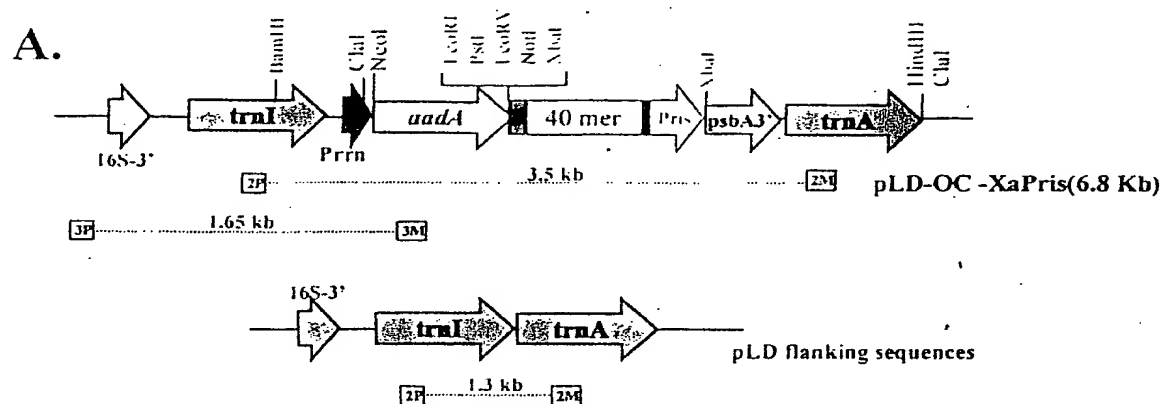 A.
BamHI
ClaI
NcoI
EcoRI
PstI
EcoRV
NotI
XbaI
XbaI
HindIII
ClaI
trnI
aadA
40 mer
Pris
psbA3'
trnA
16S-3'
Prrn
2P 3.5 kb 2M
pLD-OC -XaPris(6.8 Kb)
3P 1.65 kb 3M
16S-3'
trnI
trnA
pLD flanking sequences
2P 1.3 kb 2M